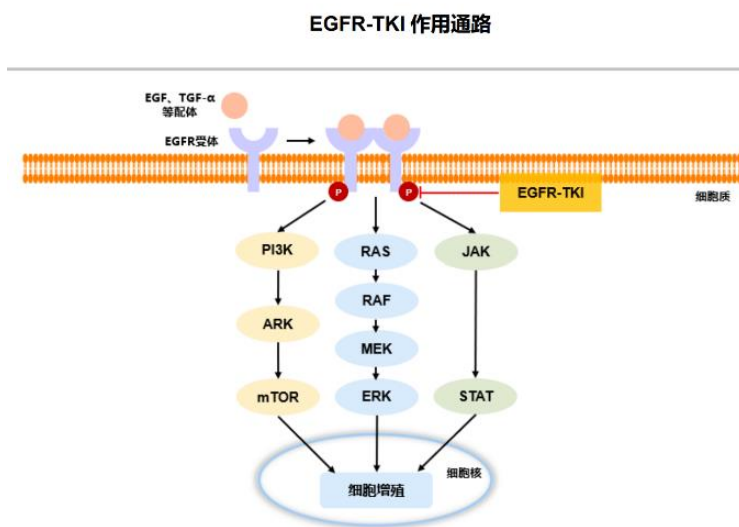 EGFR-TKI 作用通路
EGF、TGF-α
等配体
EGFR受体
P
P
EGFR-TKI
细胞质
PI3K
RAS
JAK
ARK
RAF
MEK
mTOR
ERK
STAT
细胞核
细胞增殖